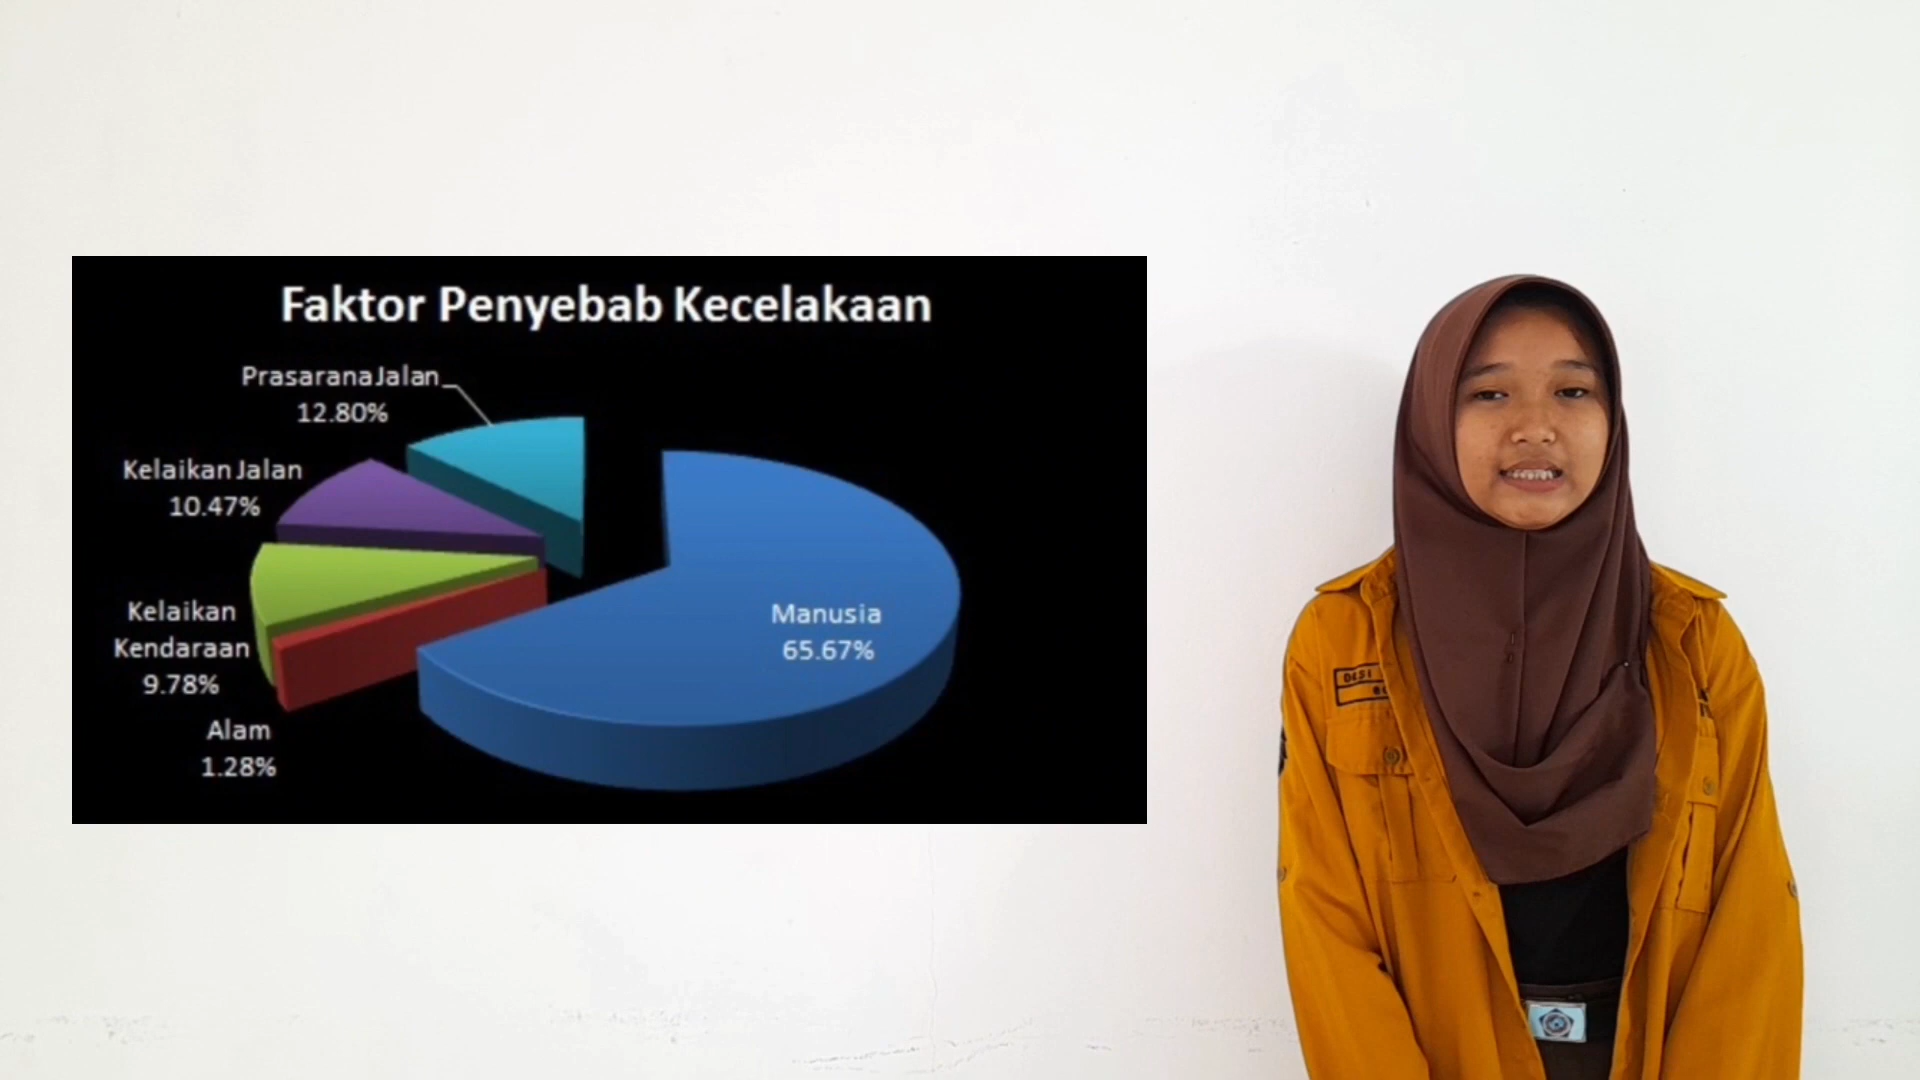 Faktor Penyebab Kecelakaan
Prasarana Jalan
12.80%
Kelaikan Jalan
10.47%
Kelaikan
Kendaraan
9.78%
Alam
1.28%
Manusia
65.67%
DESI